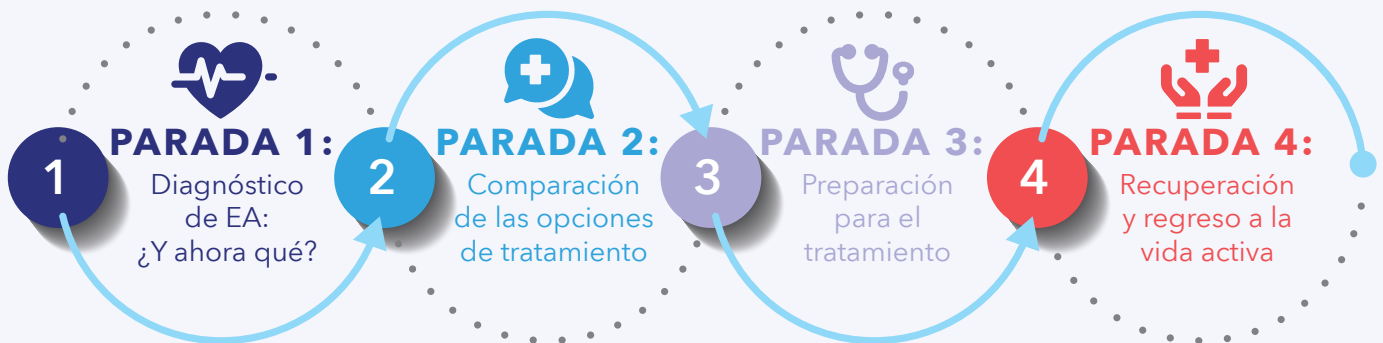 1
PARADA 1:
Diagnóstico
de EA:
¿Y ahora qué?
2
PARADA 2:
Comparación
de las opciones
de tratamiento
3
PARADA 3:
Preparación
para el
tratamiento
4
PARADA 4:
Recuperación
y regreso a la
vida activa